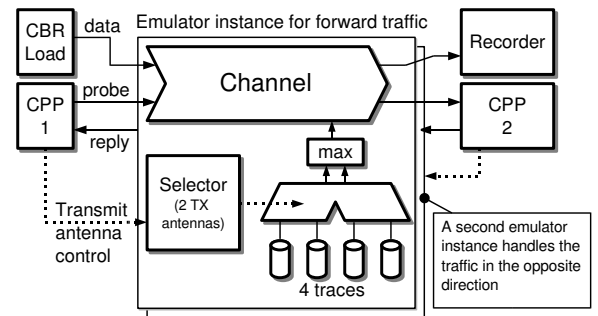 Emulator instance for forward traffic
CBR
Load
data
Channel
Recorder
CPP
1
probe
reply
CPP
2
max
Selector
(2 TX
antennas)
Transmit
antenna
control
4 traces
A second emulator
instance handles the
traffic in the opposite
direction